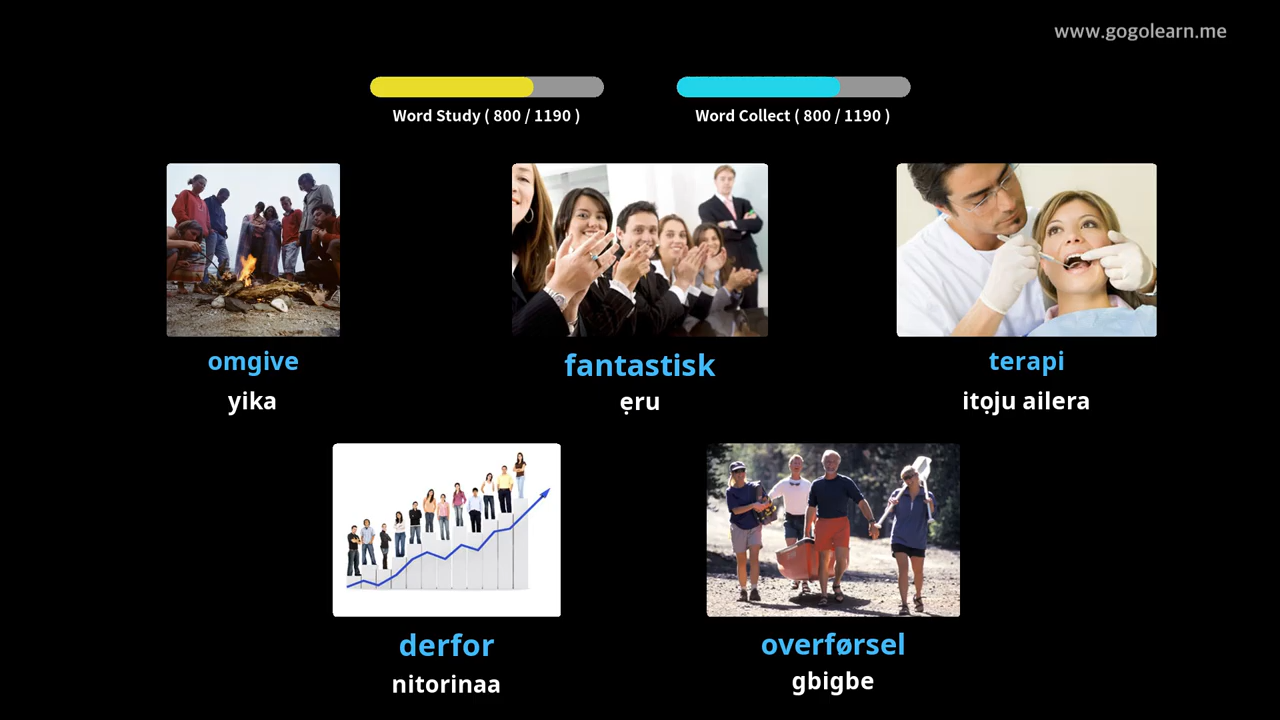 www.gogolearn.me
Word Study ( 800 / 1190 )
Word Collect ( 800 / 1190 )
omgive
fantastisk
terapi
yika
ẹru
itọju ailera
derfor
overførsel
nitorinaa
gbigbe